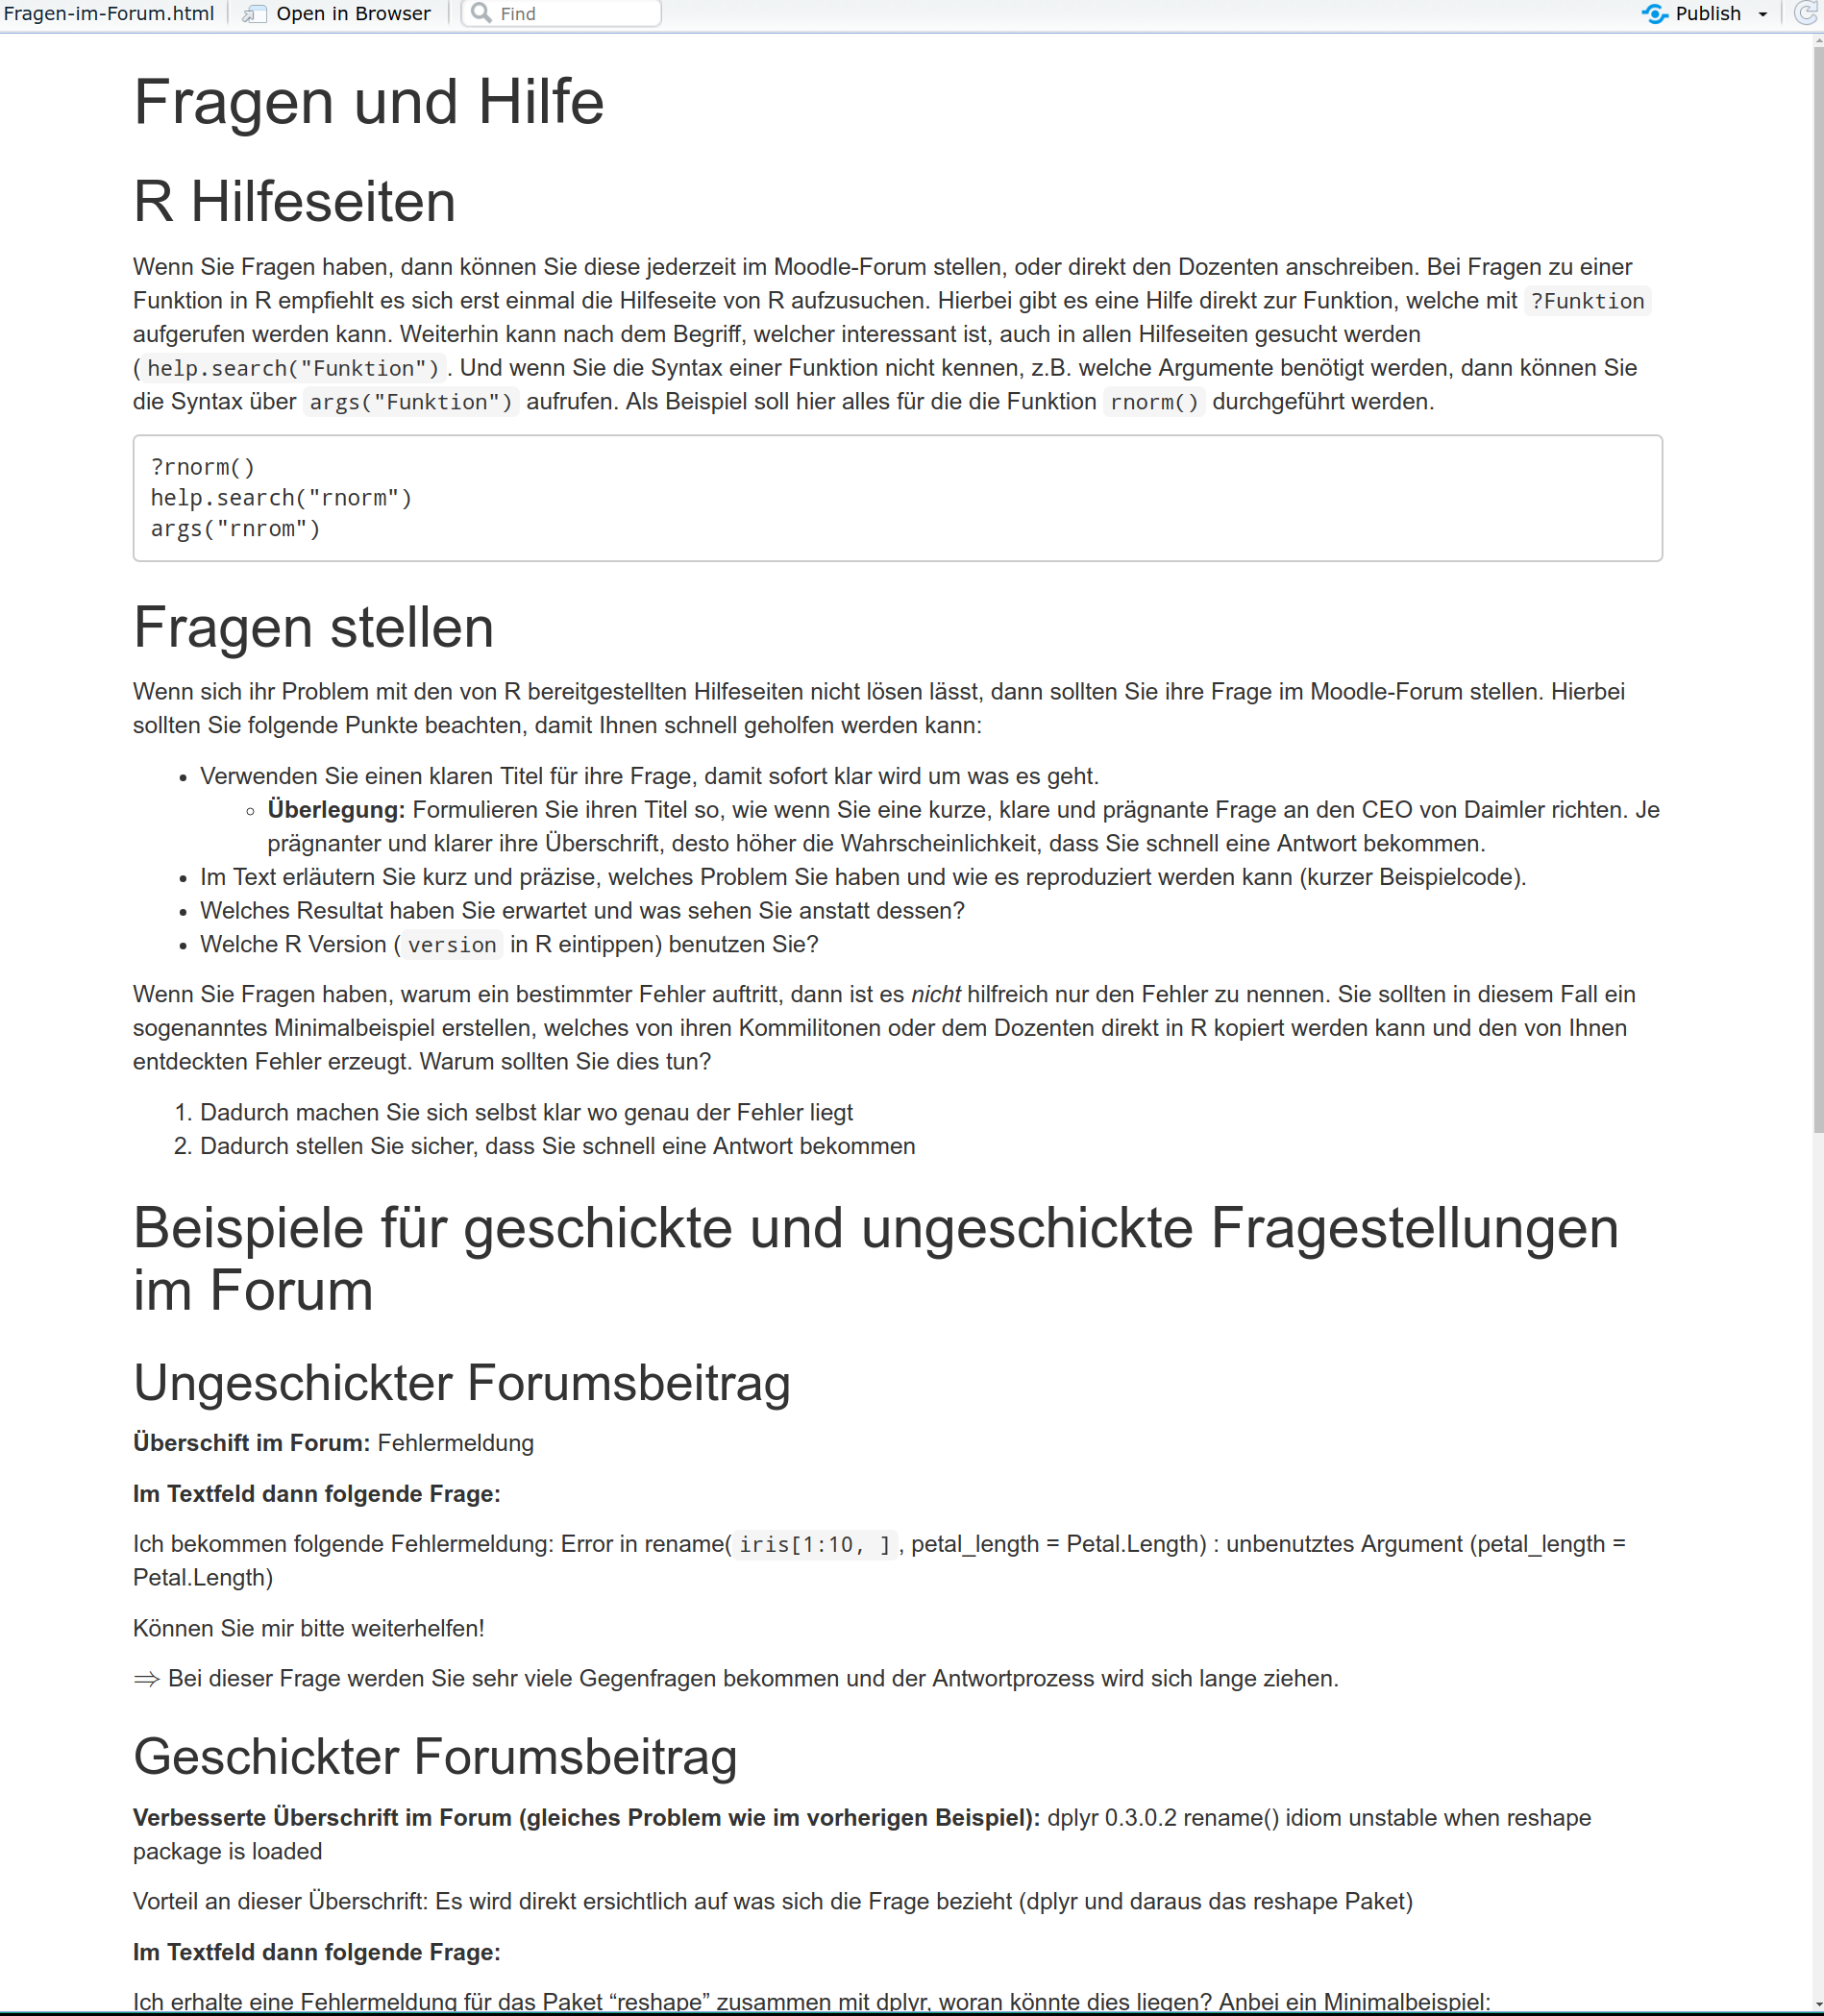 Fragen-im-Forum.html Open in Browser Find Publish
Fragen und Hilfe
R Hilfeseiten
Wenn Sie Fragen haben, dann können Sie diese jederzeit im Moodle-Forum stellen, oder direkt den Dozenten anschreiben. Bei Fragen zu einer
Funktion in R empfiehlt es sich erst einmal die Hilfeseite von R aufzusuchen. Hierbei gibt es eine Hilfe direkt zur Funktion, welche mit ?Funktion
aufgerufen werden kann. Weiterhin kann nach dem Begriff, welcher interessant ist, auch in allen Hilfeseiten gesucht werden
(help.search("Funktion"). Und wenn Sie die Syntax einer Funktion nicht kennen, z.B. welche Argumente benötigt werden, dann können Sie
die Syntax über args("Funktion") aufrufen. Als Beispiel soll hier alles für die die Funktion rnorm() durchgeführt werden.
?rnorm()
help.search("rnorm")
args("rnrom")
Fragen stellen
Wenn sich ihr Problem mit den von R bereitgestellten Hilfeseiten nicht lösen lässt, dann sollten Sie ihre Frage im Moodle-Forum stellen. Hierbei
sollten Sie folgende Punkte beachten, damit Ihnen schnell geholfen werden kann:
• Verwenden Sie einen klaren Titel für ihre Frage, damit sofort klar wird um was es geht.
◦ Überlegung: Formulieren Sie ihren Titel so, wie wenn Sie eine kurze, klare und prägnante Frage an den CEO von Daimler richten. Je
prägnanter und klarer ihre Überschrift, desto höher die Wahrscheinlichkeit, dass Sie schnell eine Antwort bekommen.
• Im Text erläutern Sie kurz und präzise, welches Problem Sie haben und wie es reproduziert werden kann (kurzer Beispielcode).
• Welches Resultat haben Sie erwartet und was sehen Sie anstatt dessen?
• Welche R Version (version in R eintippen) benutzen Sie?
Wenn Sie Fragen haben, warum ein bestimmter Fehler auftritt, dann ist es nicht hilfreich nur den Fehler zu nennen. Sie sollten in diesem Fall ein
sogenanntes Minimalbeispiel erstellen, welches von ihren Kommilitonen oder dem Dozenten direkt in R kopiert werden kann und den von Ihnen
entdeckten Fehler erzeugt. Warum sollten Sie dies tun?
1. Dadurch machen Sie sich selbst klar wo genau der Fehler liegt
2. Dadurch stellen Sie sicher, dass Sie schnell eine Antwort bekommen
Beispiele für geschickte und ungeschickte Fragestellungen
im Forum
Ungeschickter Forumsbeitrag
Überschift im Forum: Fehlermeldung
Im Textfeld dann folgende Frage:
Ich bekommen folgende Fehlermeldung: Error in rename(iris[1:10, ], petal_length = Petal.Length) : unbenutztes Argument (petal_length =
Petal.Length)
Können Sie mir bitte weiterhelfen!
⇒ Bei dieser Frage werden Sie sehr viele Gegenfragen bekommen und der Antwortprozess wird sich lange ziehen.
Geschickter Forumsbeitrag
Verbesserte Überschrift im Forum (gleiches Problem wie im vorherigen Beispiel): dplyr 0.3.0.2 rename() idiom unstable when reshape
package is loaded
Vorteil an dieser Überschrift: Es wird direkt ersichtlich auf was sich die Frage bezieht (dplyr und daraus das reshape Paket)
Im Textfeld dann folgende Frage:
Ich erhalte eine Fehlermeldung für das Paket “reshape” zusammen mit dplyr, woran könnte dies liegen? Anbei ein Minimalbeispiel: